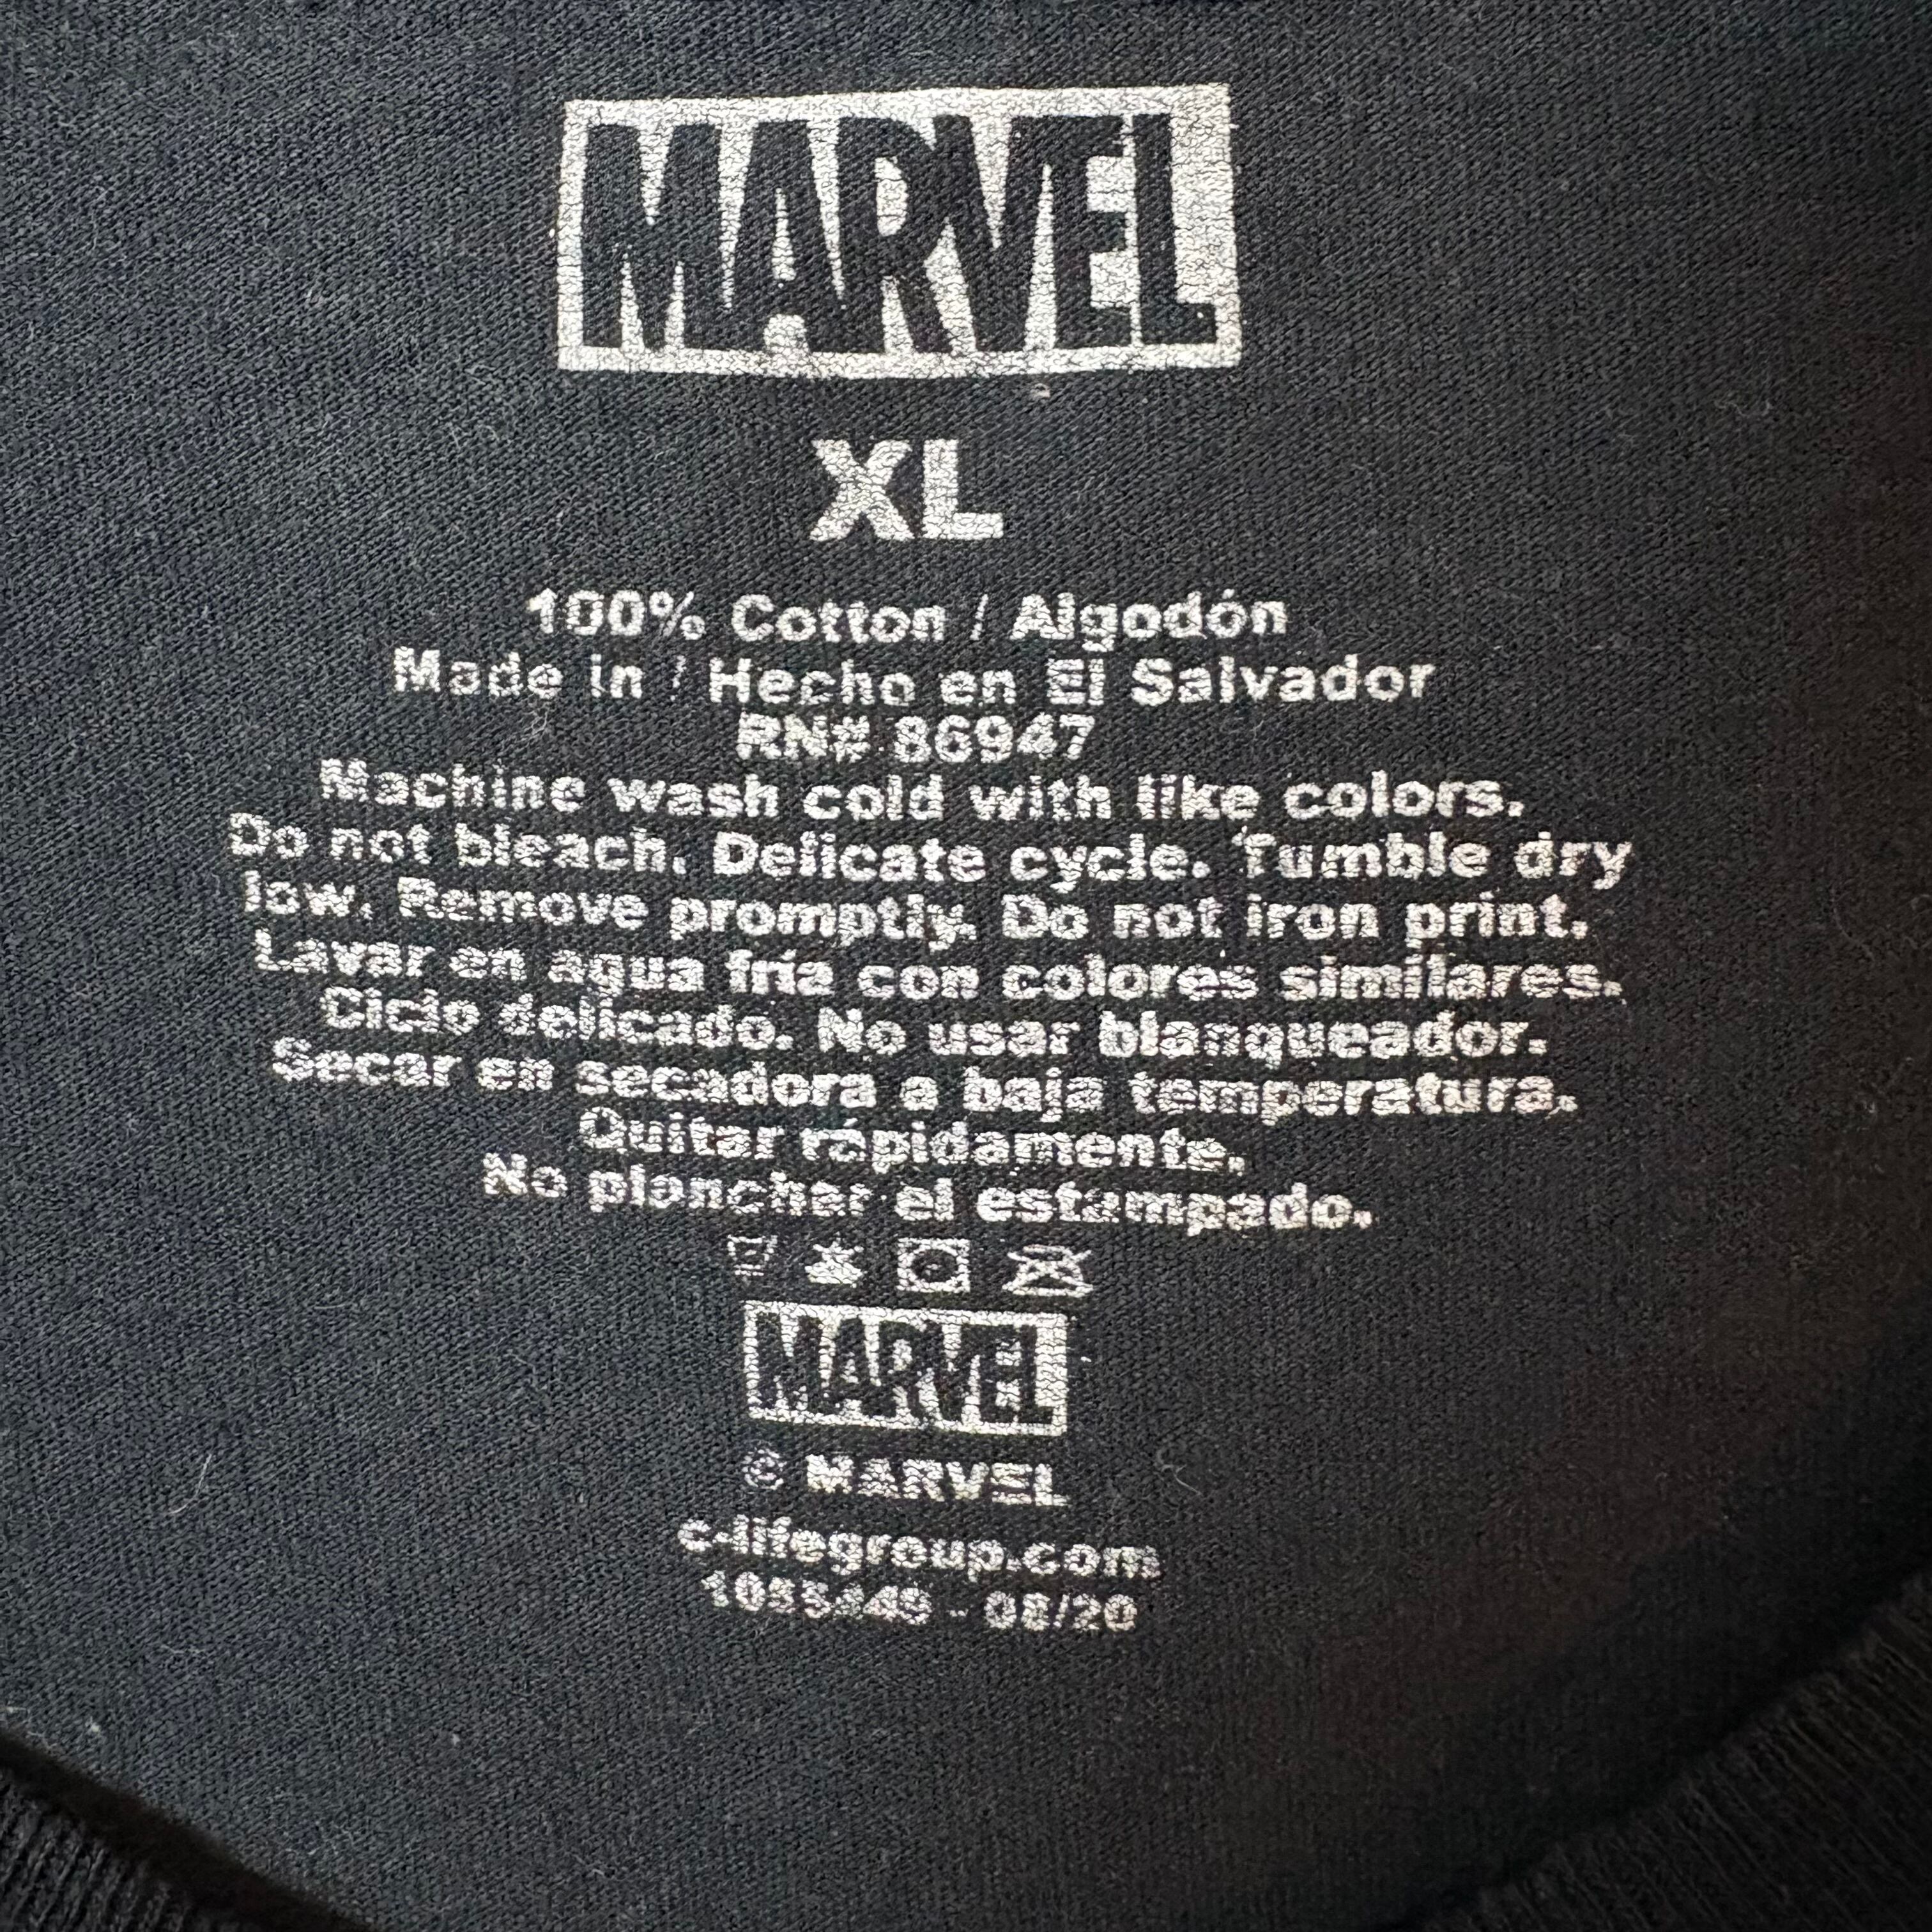 MARVEL
XL
100% Cotton / Algodón
Made in / Hecho en El Salvador
RN# 86947
Machine wash cold with like colors.
Do not bleach. Delicate cycle. Tumble dry
low. Remove promptly. Do not iron print.
Lavar en agua fría con colores similares.
Ciclo delicado. No usar blanqueador.
Secar en secadora a baja temperatura.
Quitar rápidamente.
No planchar el estampado.
MARVEL
© MARVEL
c-lifegroup.com
- 08/20